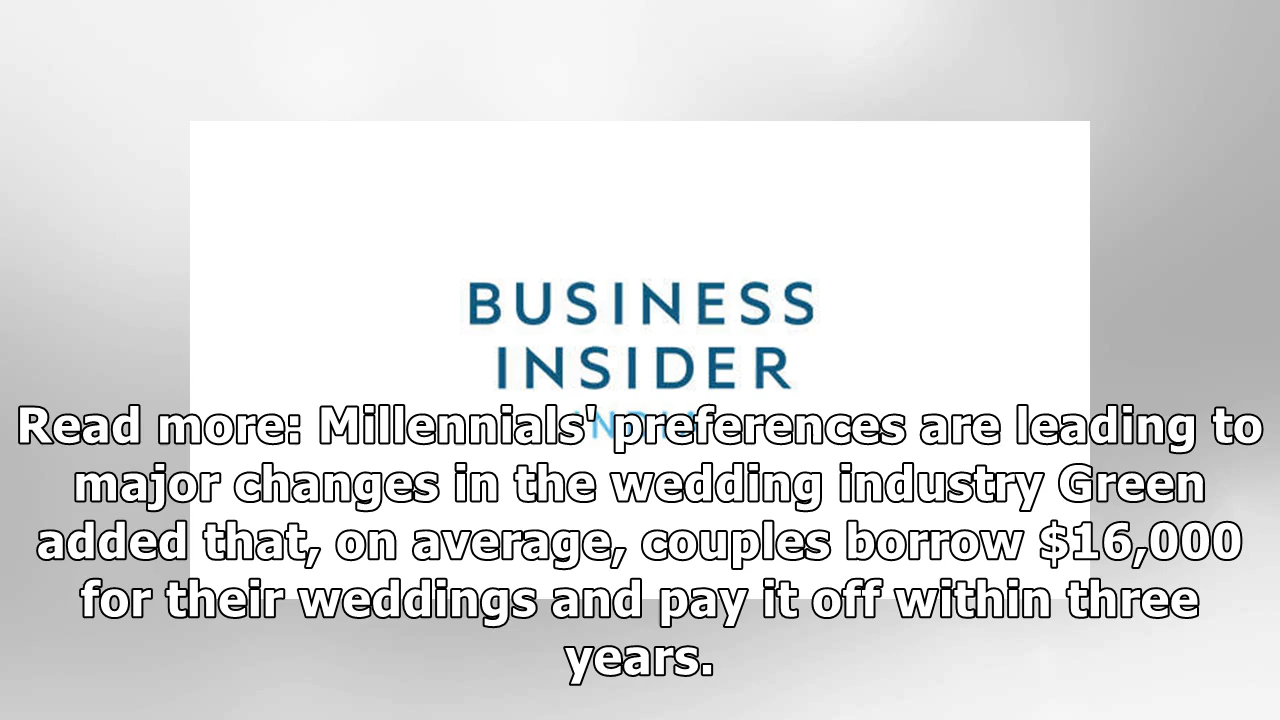 BUSINESS
INSIDER
INDIA
Read more: Millennials' preferences are leading to
major changes in the wedding industry Green
added that, on average, couples borrow $16,000
for their weddings and pay it off within three
years.